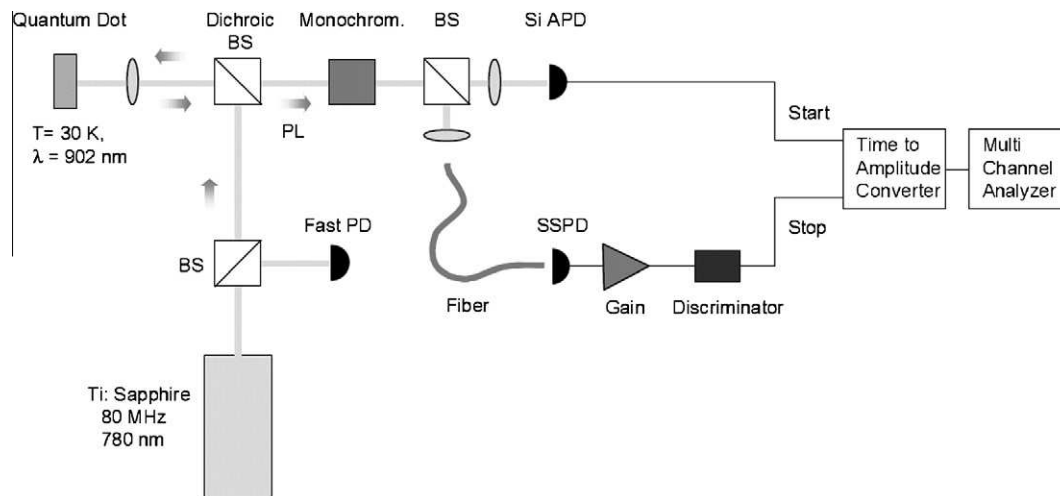 Quantum Dot
Dichroic
BS
Monochrom.
BS
Si APD
T= 30 K,
λ = 902 nm
PL
Start
Time to
Amplitude
Converter
Multi
Channel
Analyzer
BS
Fast PD
SSPD
Stop
Fiber
Gain
Discriminator
Ti: Sapphire
80 MHz
780 nm